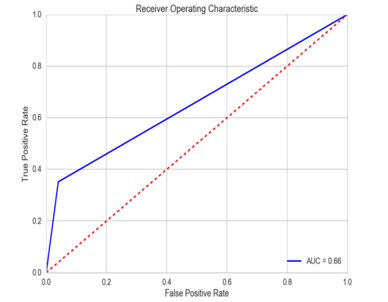 Receiver Operating Characteristic
1.0
0.8
0.6
0.4
0.2
0.0
True Positive Rate
0.0 0.2 0.4 0.6 0.8 1.0
False Positive Rate
AUC = 0.66